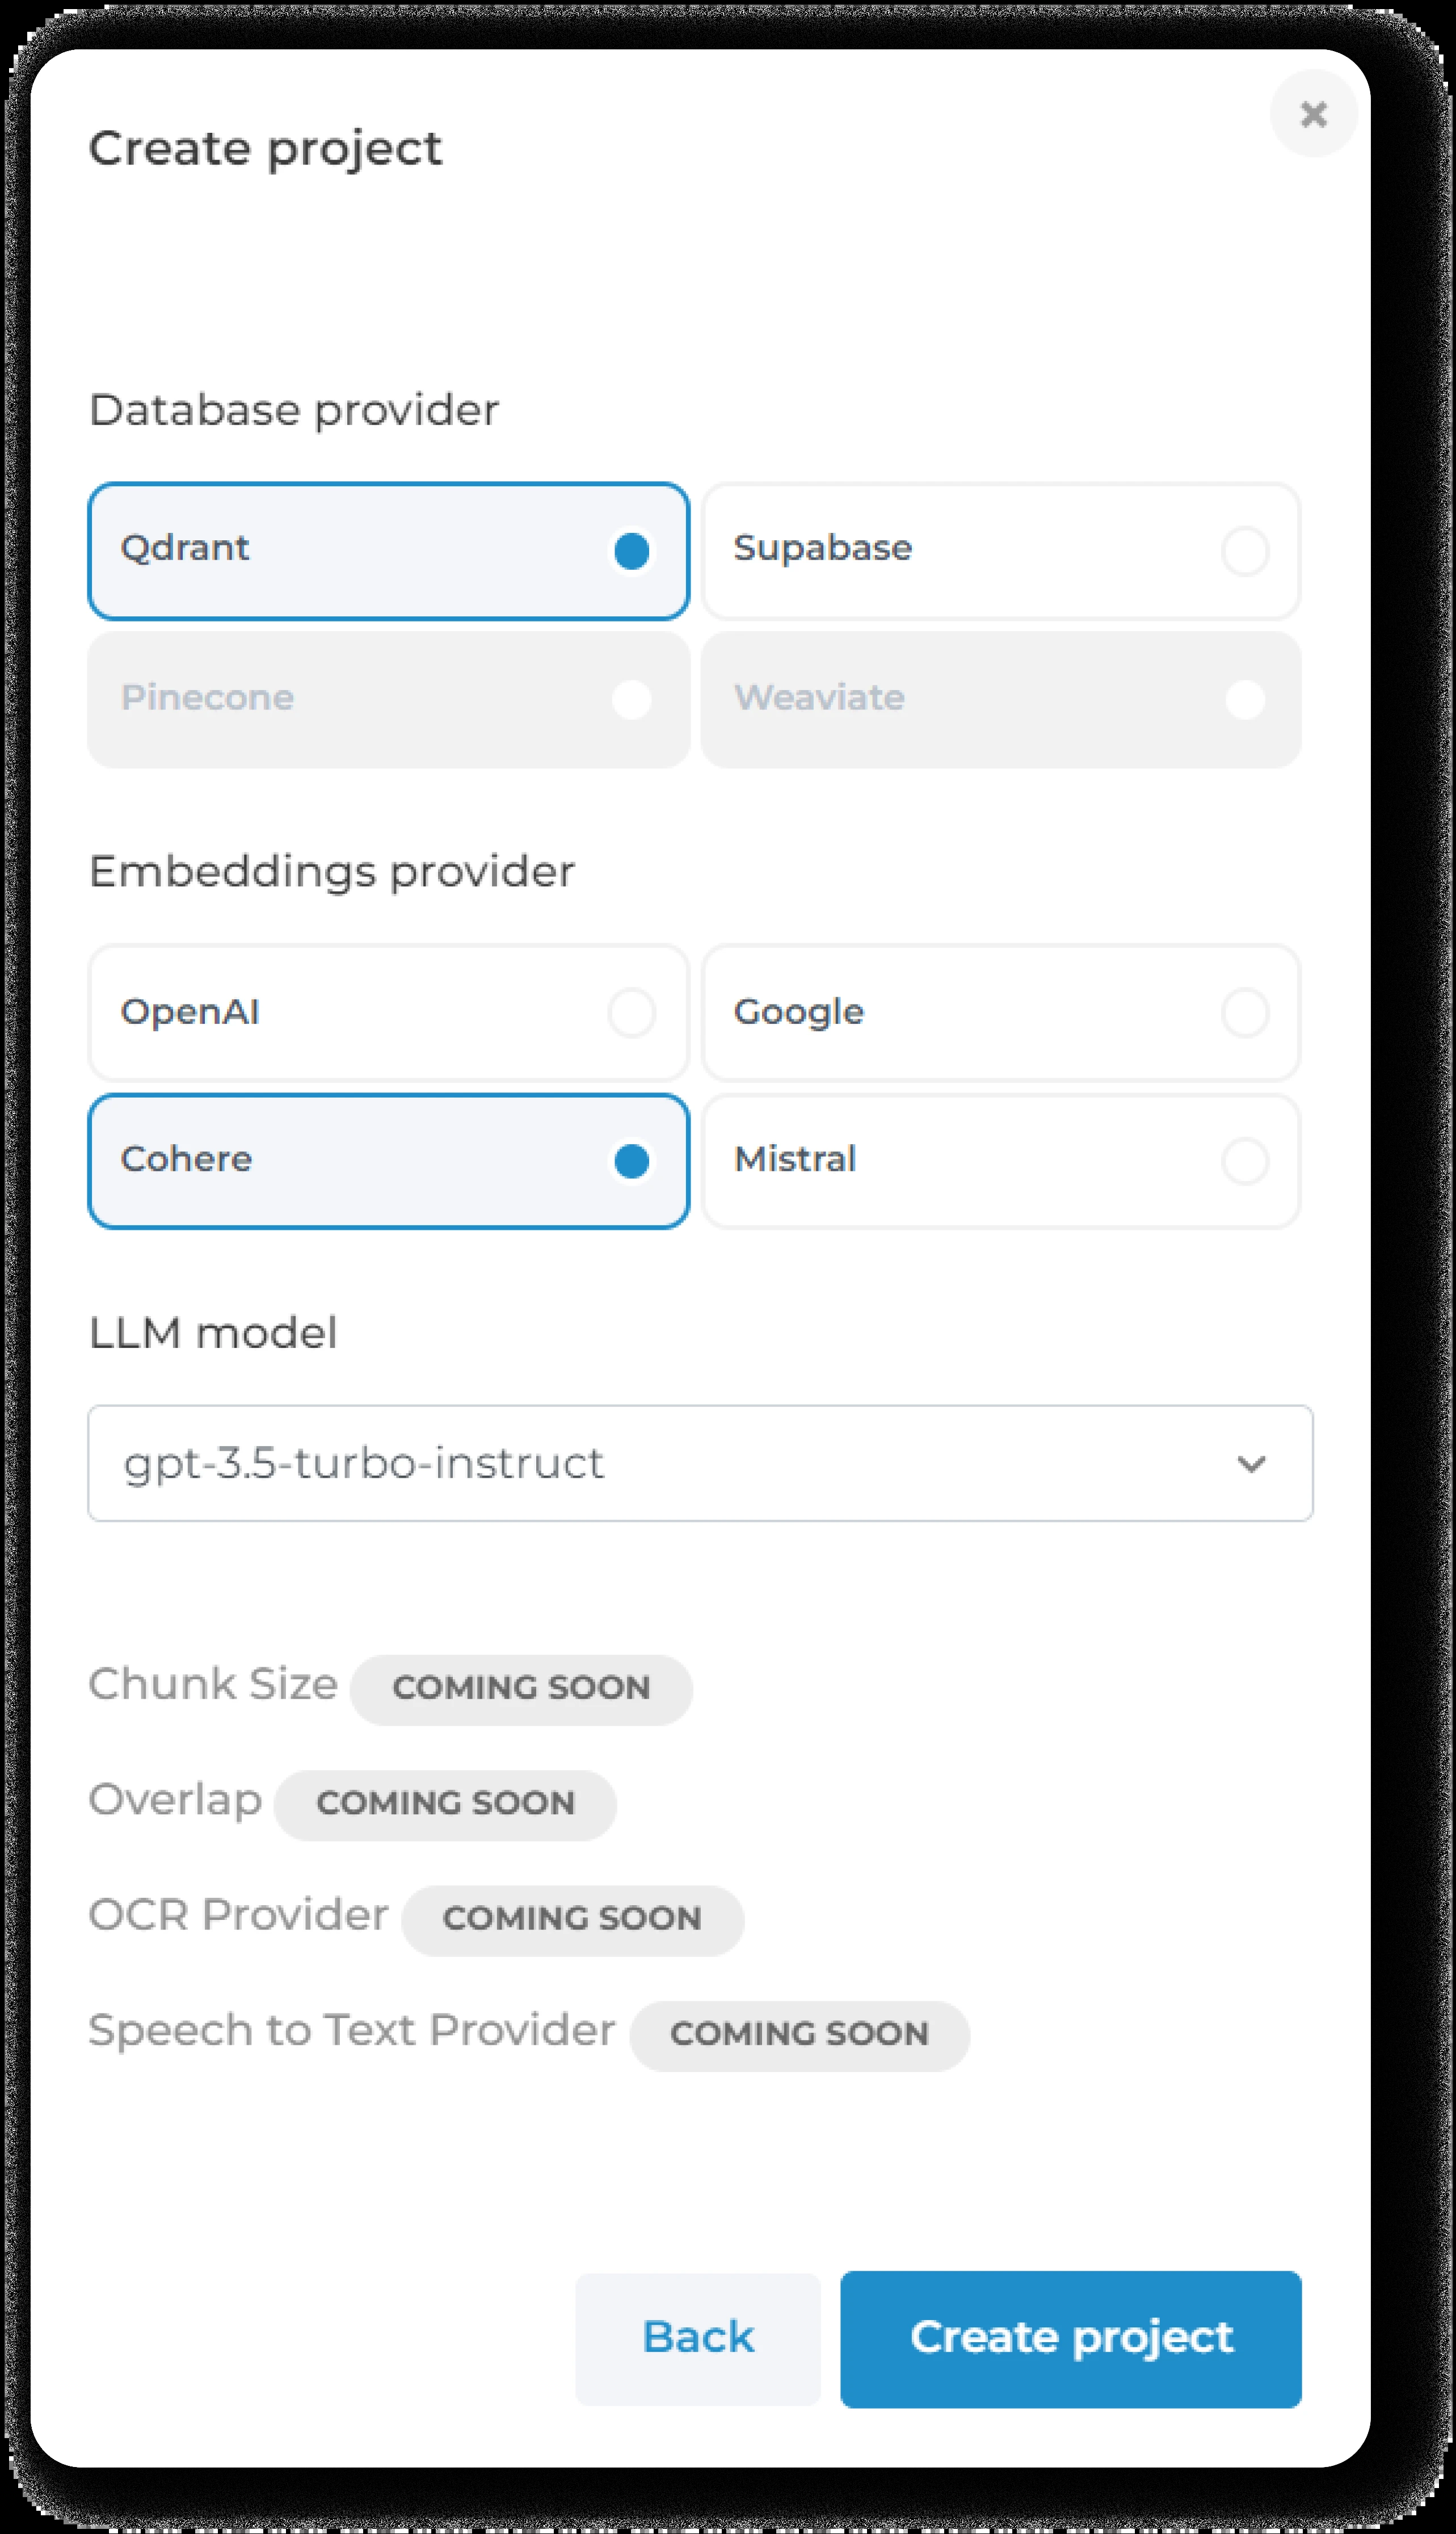 Create project
Database provider
Qdrant
Supabase
Pinecone
Weaviate
Embeddings provider
OpenAI
Google
Cohere
Mistral
LLM model
gpt-3.5-turbo-instruct
Chunk Size COMING SOON
Overlap COMING SOON
OCR Provider COMING SOON
Speech to Text Provider COMING SOON
Back
Create project